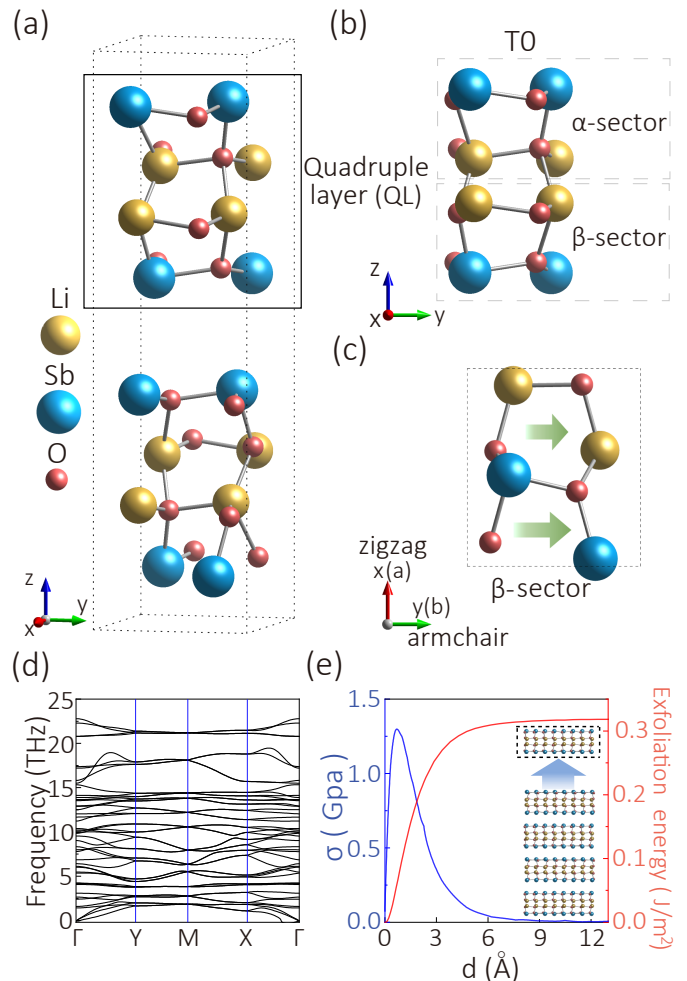 (a)
Quadruple
layer (QL)
Li
Sb
O
z
x
y
(b)
T0
α-sector
β-sector
z
x
y
(c)
zigzag
x(a)
y(b)
armchair
β-sector
(d)
Frequency (THz)
25
20
15
10
5
0
Γ Y M X Γ
(e)
σ ( Gpa)
1.5
1.0
0.5
0.0
0 3 6 9 12
d (Å)
0.3
0.2
0.1
0.0
Exfoliation energy ( J/m²)